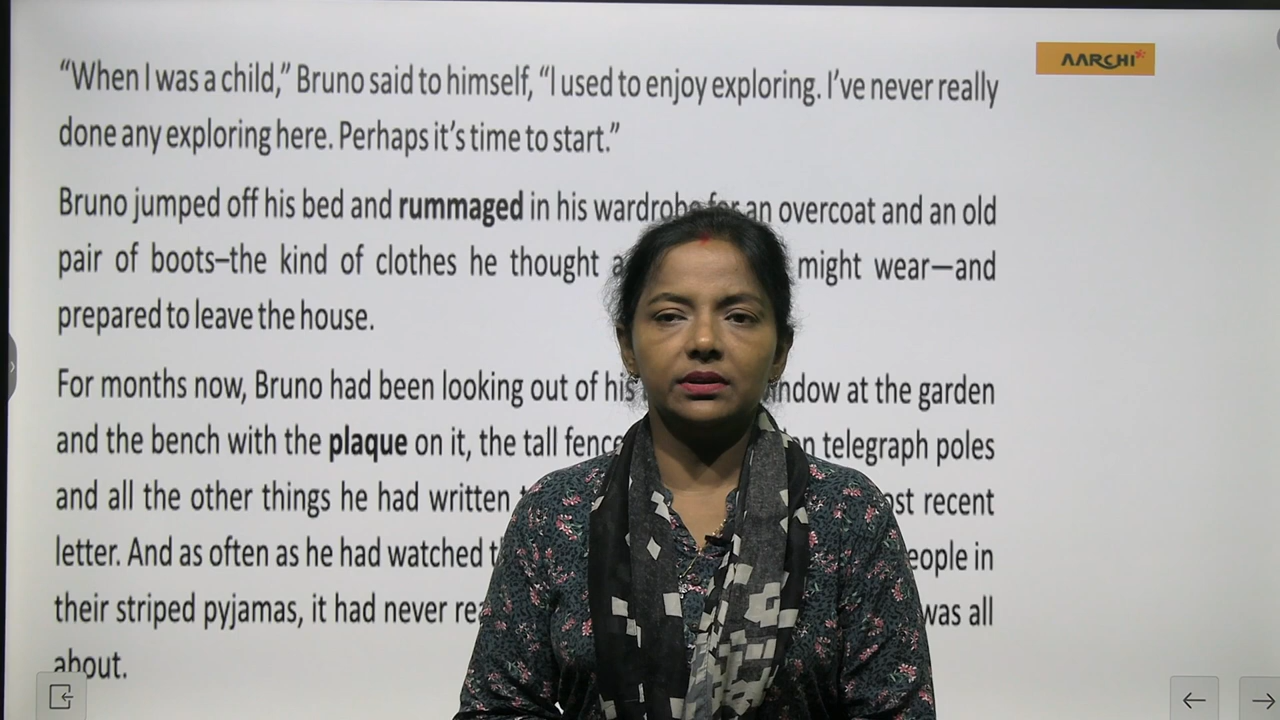 “When I was a child,” Bruno said to himself, “I used to enjoy exploring. I’ve never really
done any exploring here. Perhaps it’s time to start.”
Bruno jumped off his bed and rummaged in his wardrobe for an overcoat and an old
pair of boots–the kind of clothes he thought might wear—and
prepared to leave the house.
For months now, Bruno had been looking out of his at the garden
and the bench with the plaque on it, the tall fence telegraph poles
and all the other things he had written recent
letter. And as often as he had watched in
their striped pyjamas, it had never was all
about.
AARCHI